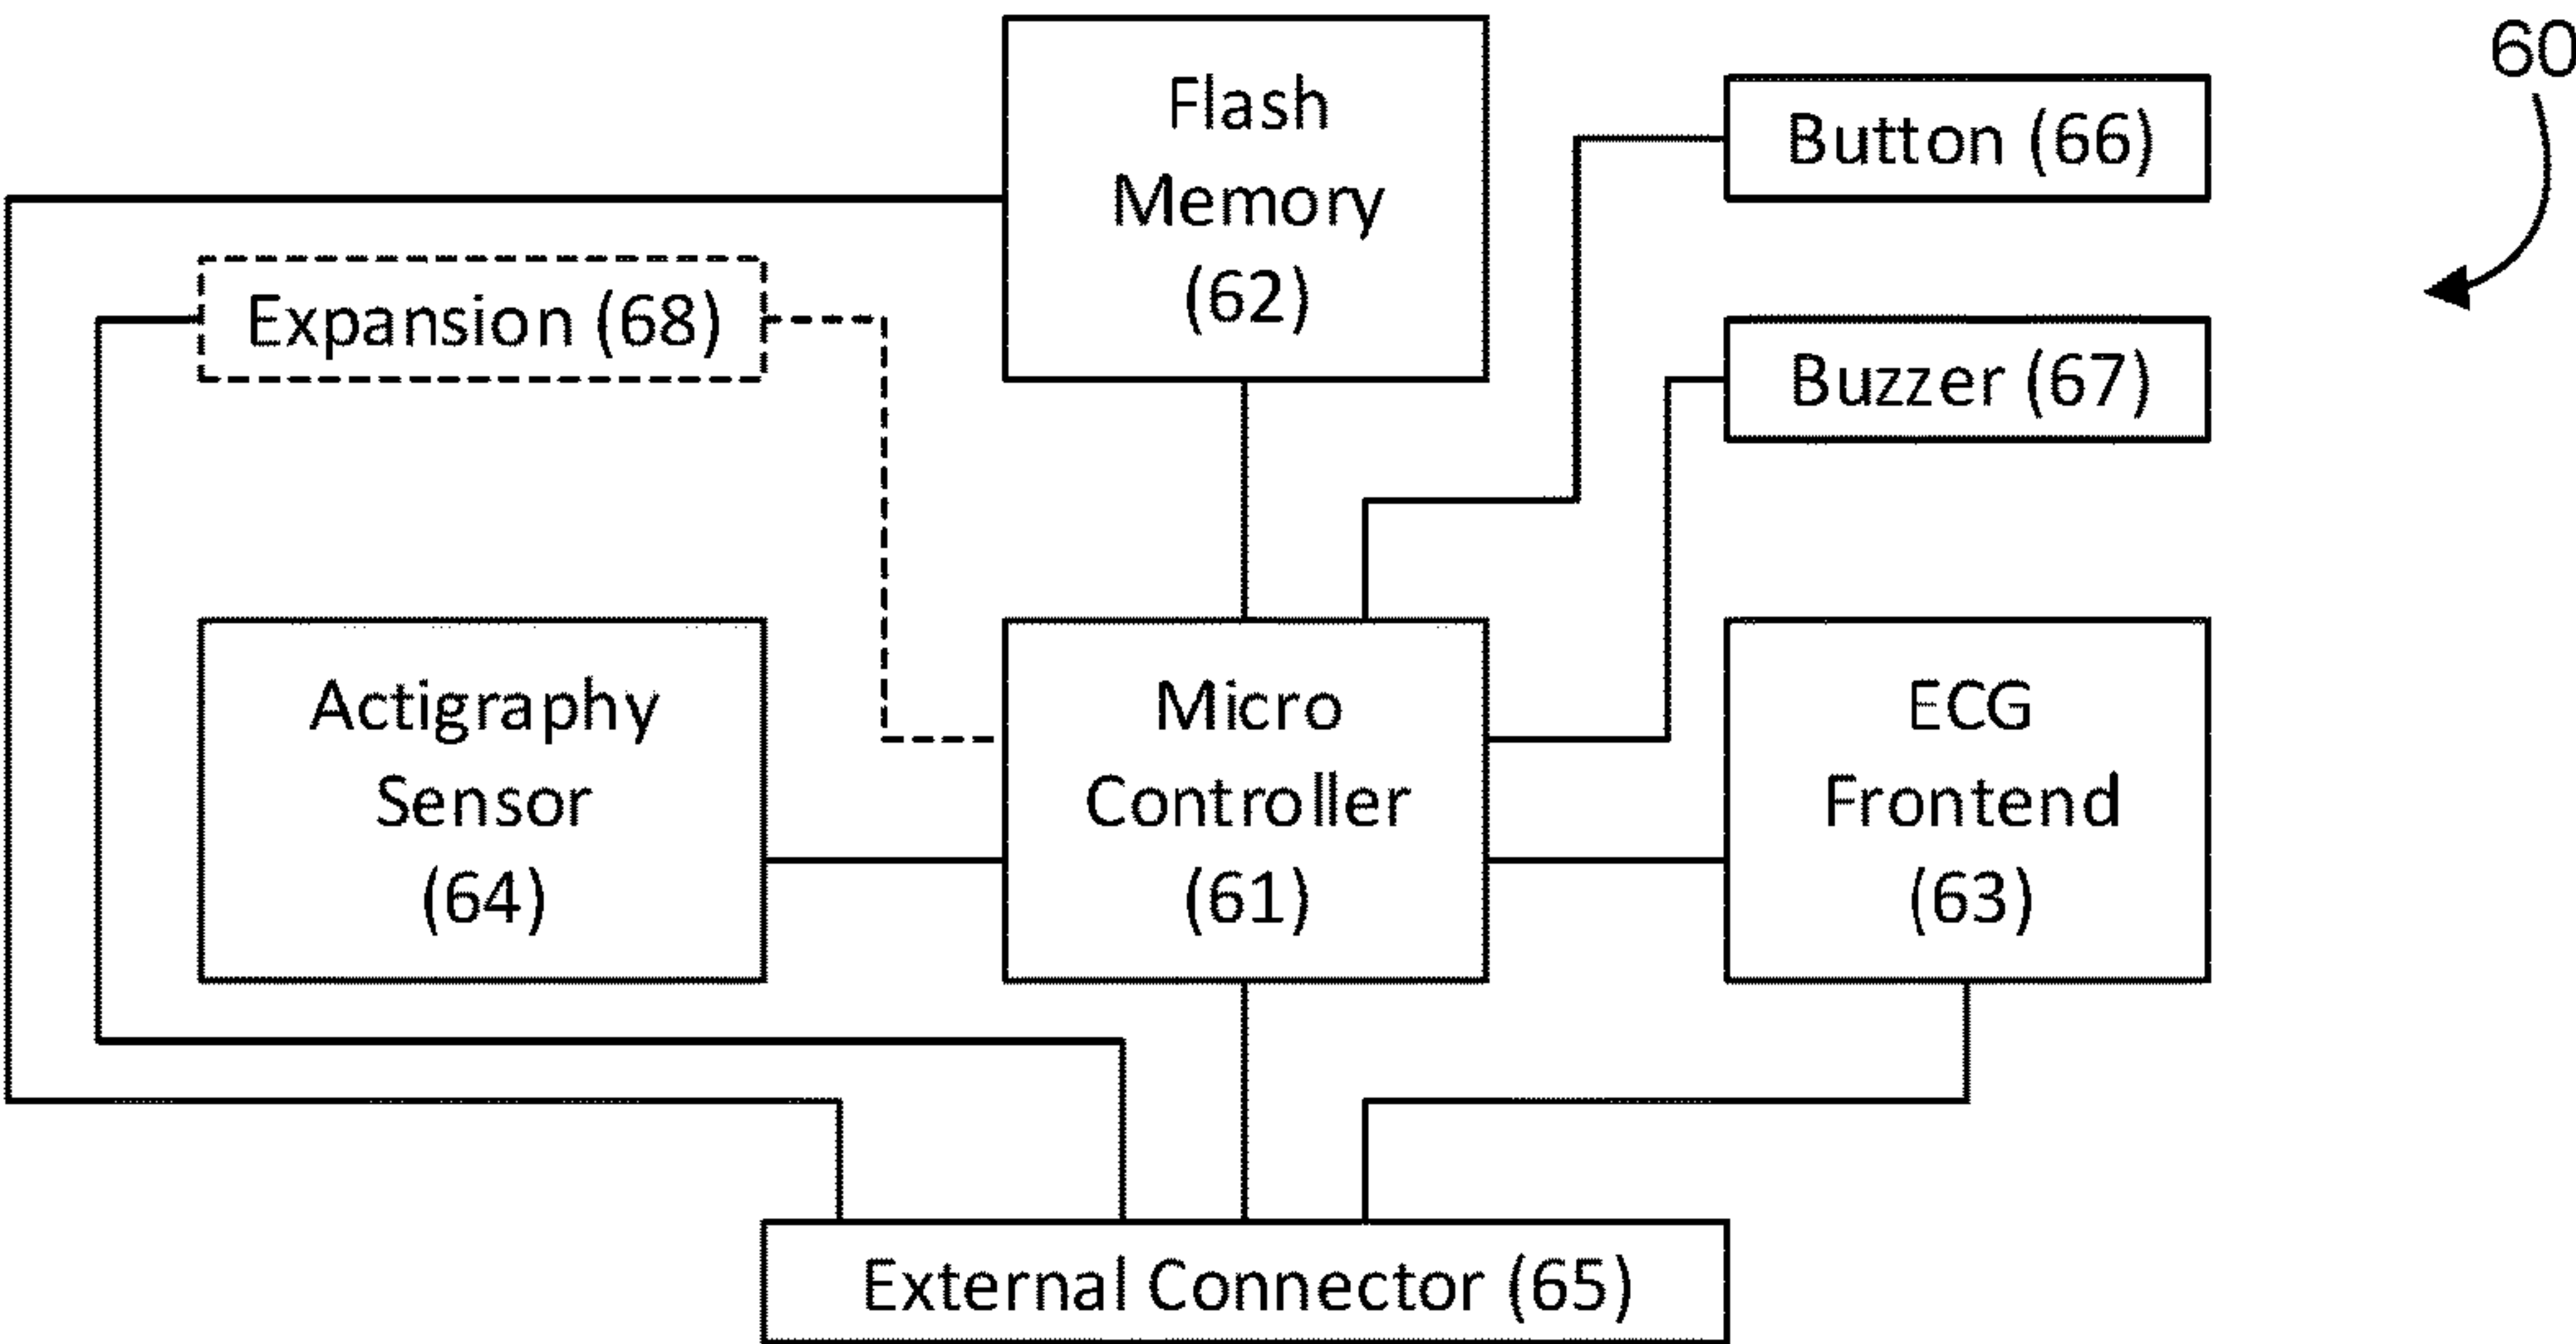 60
Flash
Memory
(62)
Button (66)
Expansion (68)
Buzzer (67)
Actigraphy
Sensor
(64)
Micro
Controller
(61)
ECG
Frontend
(63)
External Connector (65)